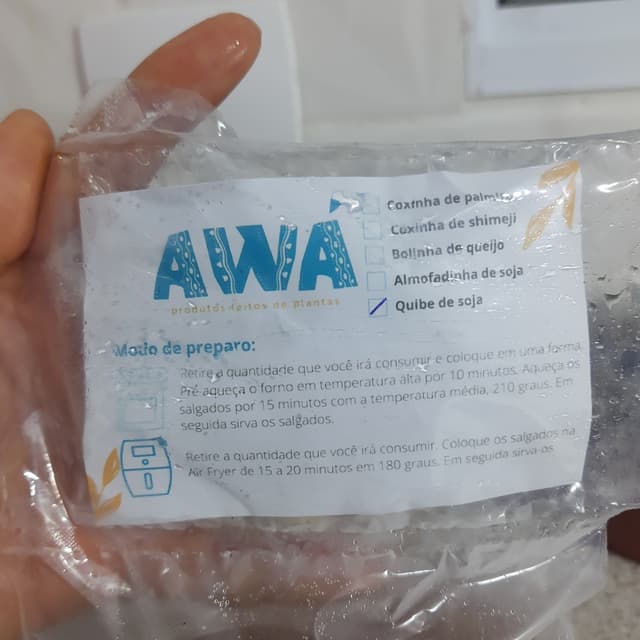 AWÁ
produtos feitos de plantas
Coxinha de palmito
Coxinha de shimeji
Bolinha de queijo
Almofadinha de soja
Quibe de soja
Modo de preparo:
Retire a quantidade que você irá consumir e coloque em uma forma.
Pré aqueça o forno em temperatura alta por 10 minutos. Aqueça os
salgados por 15 minutos com a temperatura média, 210 graus. Em
seguida sirva os salgados.
Retire a quantidade que você irá consumir. Coloque os salgados na
Air Fryer de 15 a 20 minutos em 180 graus. Em seguida sirva-os